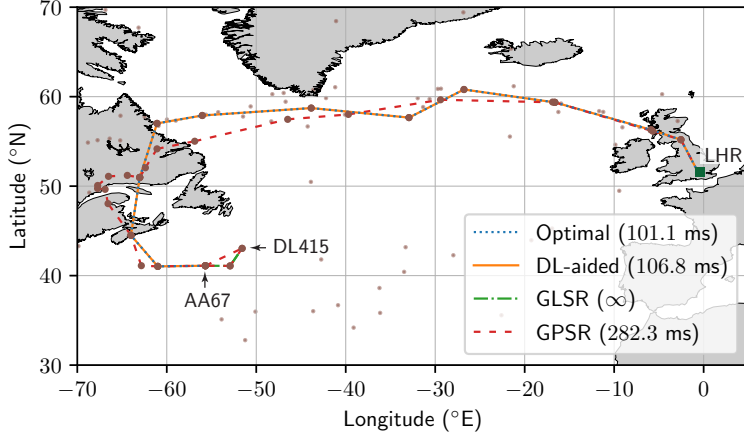 70
60
50
40
30
Latitude (°N)
LHR
DL415
AA67
Optimal (101.1 ms)
DL-aided (106.8 ms)
GLSR (∞)
GPSR (282.3 ms)
−70
−60
−50
−40
−30
−20
−10
0
Longitude (°E)